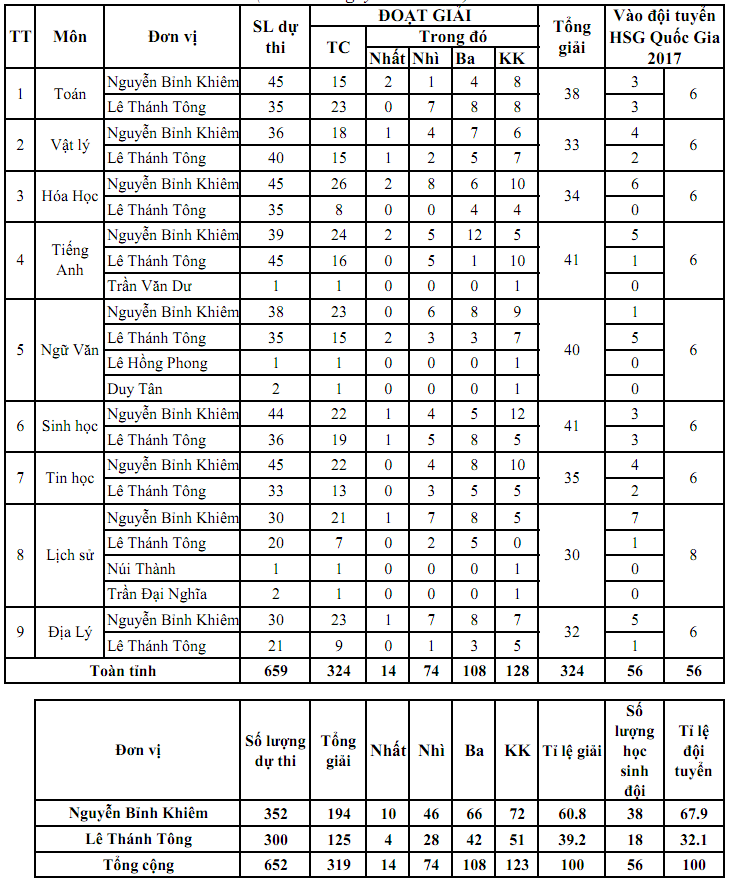 TT Môn Đơn vị SL dự thi ĐOẠT GIẢI Tổng giải Vào đội tuyển HSG Quốc Gia 2017
TC Trong đó
Nhất Nhì Ba KK
1 Toán Nguyễn Bỉnh Khiêm 45 15 2 1 4 8 38 3 6
Lê Thánh Tông 35 23 0 7 8 8 3
2 Vật lý Nguyễn Bỉnh Khiêm 36 18 1 4 7 6 33 4 6
Lê Thánh Tông 40 15 1 2 5 7 2
3 Hóa Học Nguyễn Bỉnh Khiêm 45 26 2 8 6 10 34 6 6
Lê Thánh Tông 35 8 0 0 4 4 0
4 Tiếng Anh Nguyễn Bỉnh Khiêm 39 24 2 5 12 5 41 5 6
Lê Thánh Tông 45 16 0 5 1 10 1
Trần Văn Dư 1 1 0 0 0 1 0
5 Ngữ Văn Nguyễn Bỉnh Khiêm 38 23 0 6 8 9 40 1 6
Lê Thánh Tông 35 15 2 3 3 7 5
Lê Hồng Phong 1 1 0 0 0 1 0
Duy Tân 2 1 0 0 0 1 0
6 Sinh học Nguyễn Bỉnh Khiêm 44 22 1 4 5 12 41 3 6
Lê Thánh Tông 36 19 1 5 8 5 3
7 Tin học Nguyễn Bỉnh Khiêm 45 22 0 4 8 10 35 4 6
Lê Thánh Tông 33 13 0 3 5 5 2
8 Lịch sử Nguyễn Bỉnh Khiêm 30 21 1 7 8 5 30 7 8
Lê Thánh Tông 20 7 0 2 5 0 1
Núi Thành 1 1 0 0 0 1 0
Trần Đại Nghĩa 2 1 0 0 0 1 0
9 Địa Lý Nguyễn Bỉnh Khiêm 30 23 1 7 8 7 32 5 6
Lê Thánh Tông 21 9 0 1 3 5 1
Toàn tỉnh 659 324 14 74 108 128 324 56 56
Đơn vị Số lượng dự thi Tổng giải Nhất Nhì Ba KK Tỉ lệ giải Số lượng học sinh đội Tỉ lệ đội tuyển
Nguyễn Bỉnh Khiêm 352 194 10 46 66 72 60.8 38 67.9
Lê Thánh Tông 300 125 4 28 42 51 39.2 18 32.1
Tổng cộng 652 319 14 74 108 123 100 56 100